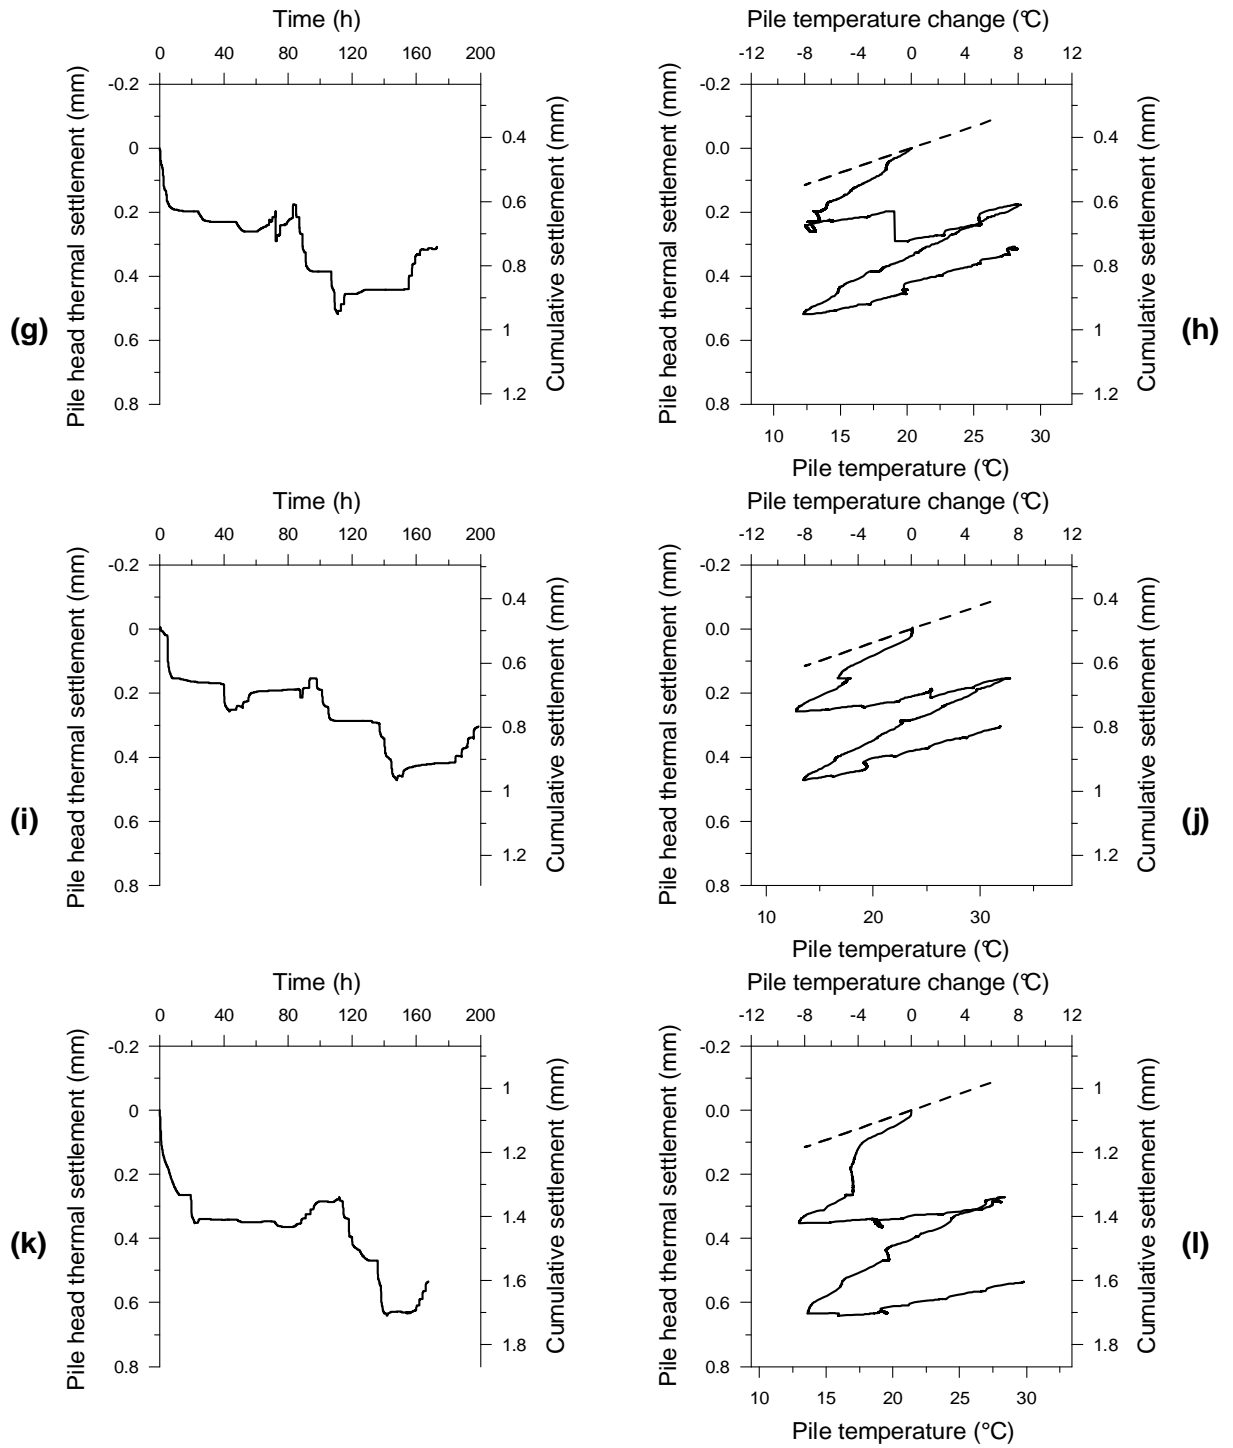 Time (h)
0 40 80 120 160 200
-0.2
0
0.2
0.4
0.6
0.8
Pile head thermal settlement (mm)
0.4
0.6
0.8
1
1.2
Cumulative settlement (mm)
(g)
Pile temperature change (°C)
-12 -8 -4 0 4 8 12
-0.2
0
0.2
0.4
0.6
0.8
Pile head thermal settlement (mm)
0.4
0.6
0.8
1
1.2
Cumulative settlement (mm)
(h)
10 15 20 25 30
Pile temperature (°C)
Time (h)
0 40 80 120 160 200
-0.2
0.0
0.2
0.4
0.6
0.8
Pile head thermal settlement (mm)
0.4
0.6
0.8
1
1.2
Cumulative settlement (mm)
(i)
Pile temperature change (°C)
-12 -8 -4 0 4 8 12
-0.2
0.0
0.2
0.4
0.6
0.8
Pile head thermal settlement (mm)
0.4
0.6
0.8
1
1.2
Cumulative settlement (mm)
(j)
10 20 30
Pile temperature (°C)
Time (h)
0 40 80 120 160 200
-0.2
0
0.2
0.4
0.6
0.8
Pile head thermal settlement (mm)
1
1.2
1.4
1.6
1.8
Cumulative settlement (mm)
(k)
Pile temperature change (°C)
-12 -8 -4 0 4 8 12
-0.2
0.0
0.2
0.4
0.6
0.8
Pile head thermal settlement (mm)
1
1.2
1.4
1.6
1.8
Cumulative settlement (mm)
(l)
10 15 20 25 30
Pile temperature (°C)